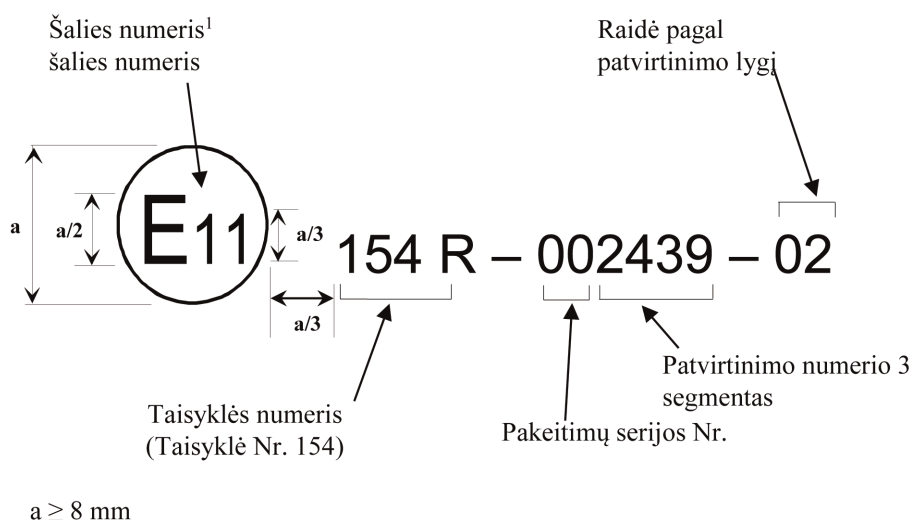 Šalies numeris¹
šalies numeris
Raidė pagal
patvirtinimo lygį
a
a/2
E11
a/3
154 R – 002439 – 02
a/3
Patvirtinimo numerio 3
segmentas
Taisyklės numeris
(Taisyklė Nr. 154)
Pakeitimų serijos Nr.
a ≥ 8 mm